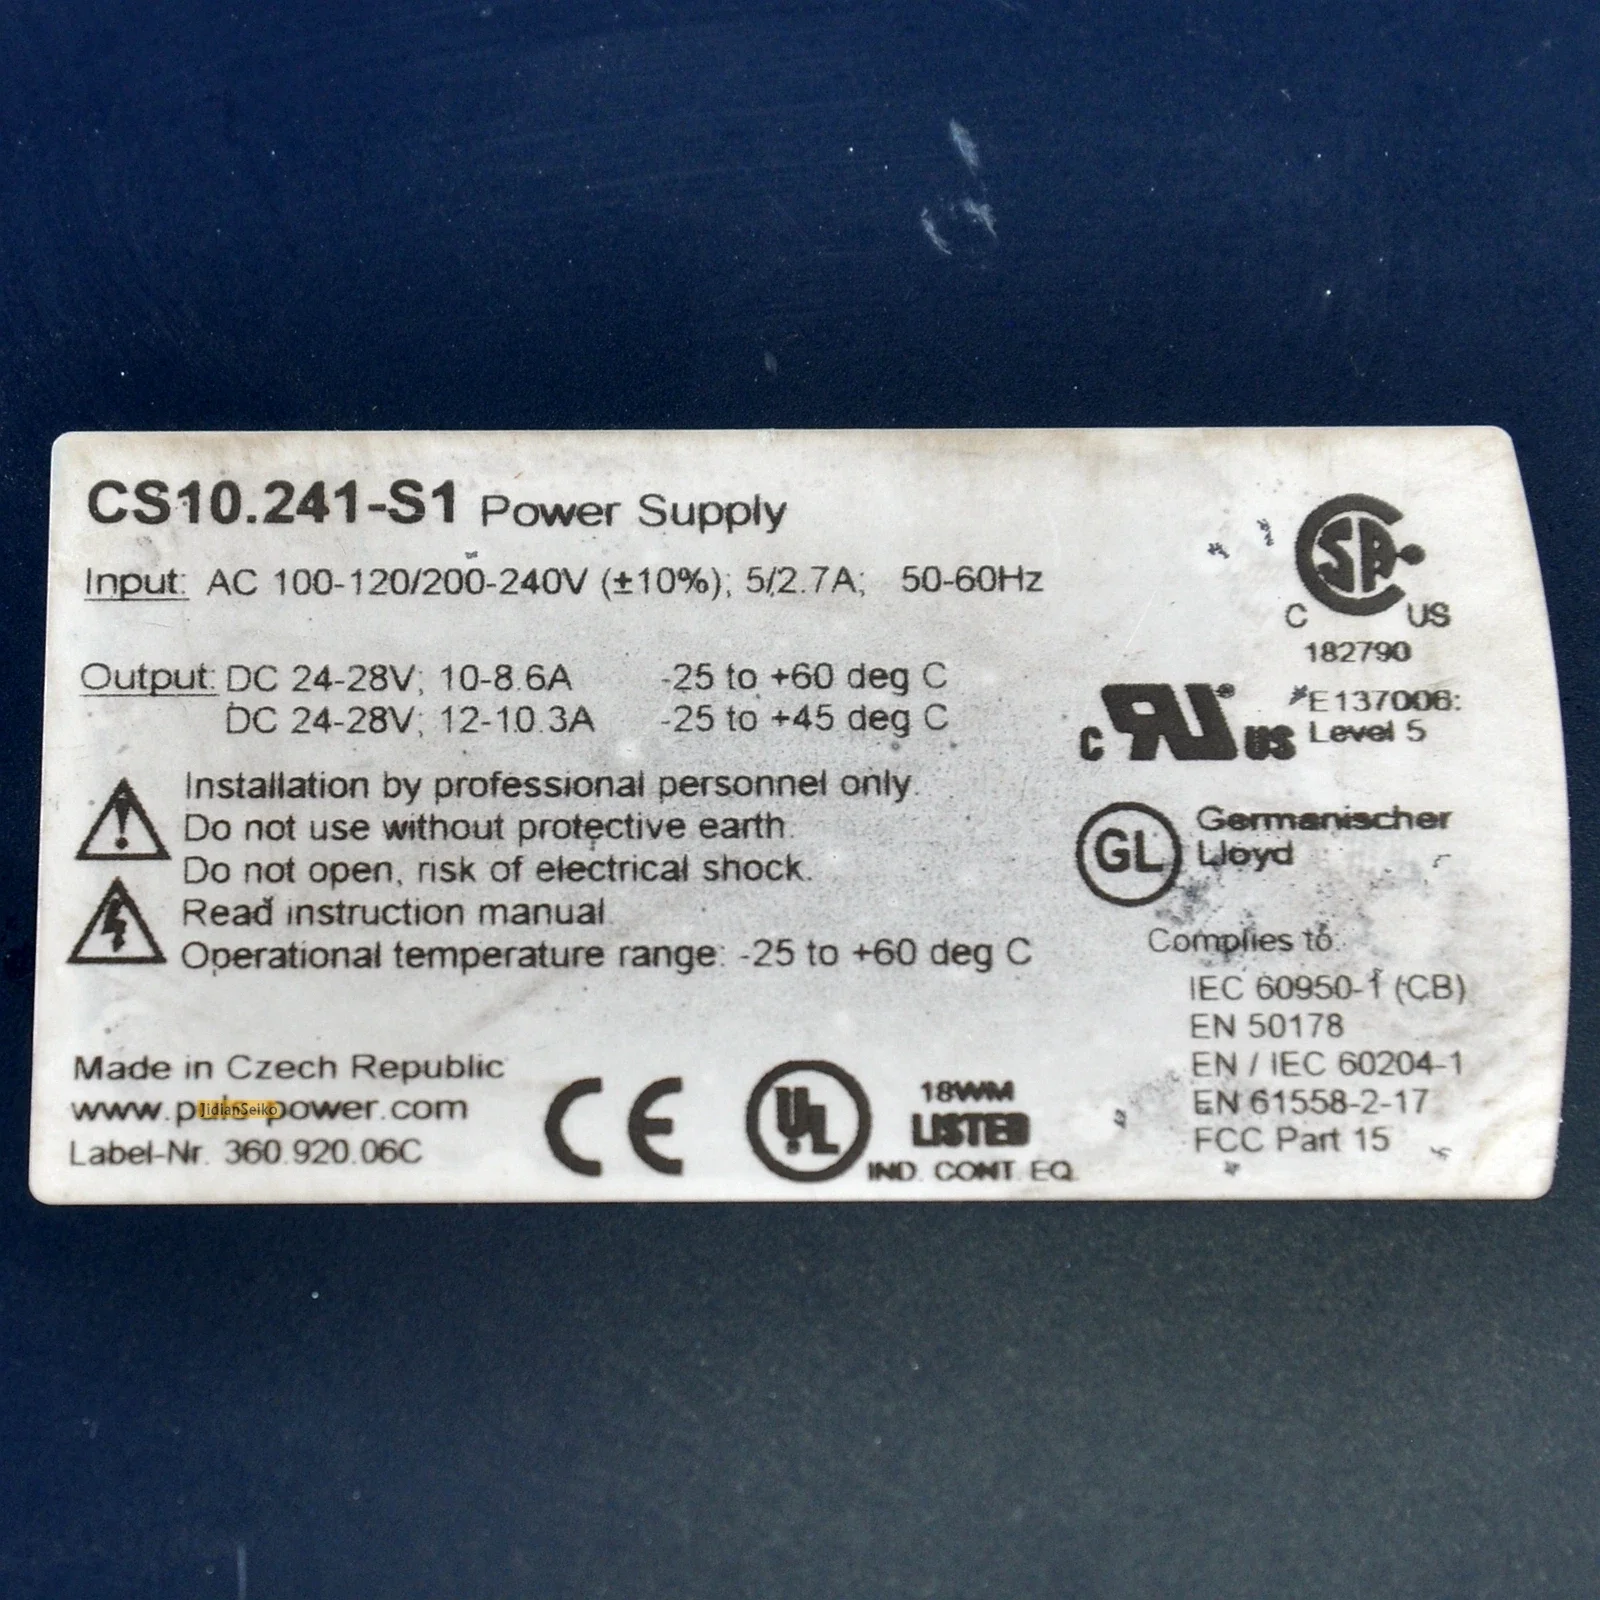 CS10.241-S1 Power Supply
Input: AC 100-120/200-240V (±10%); 5/2.7A; 50-60Hz
Output: DC 24-28V; 10-8.6A -25 to +60 deg C
DC 24-28V; 12-10.3A -25 to +45 deg C
Installation by professional personnel only.
Do not use without protective earth.
Do not open, risk of electrical shock.
Read instruction manual.
Operational temperature range: -25 to +60 deg C
Made in Czech Republic
www.p power.com
JidianSeiko
Label-Nr. 360.920.06C
CE
UL
18WM
LISTED
IND. CONT. EQ.
SA
C US
182790
c RU us
E137006:
Level 5
GL
Germanischer
Lloyd
Complies to:
IEC 60950-1 (CB)
EN 50178
EN / IEC 60204-1
EN 61558-2-17
FCC Part 15